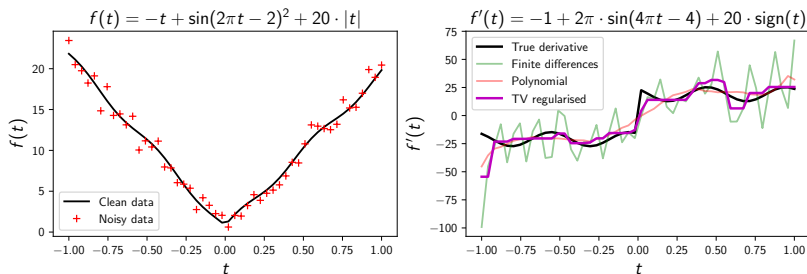 f(t) = −t + sin(2πt − 2)² + 20 · |t|
20
15
10
5
0
f(t)
Clean data
Noisy data
−1.00 −0.75 −0.50 −0.25 0.00 0.25 0.50 0.75 1.00
t
f′(t) = −1 + 2π · sin(4πt − 4) + 20 · sign(t)
75
50
25
0
−25
−50
−75
−100
f′(t)
True derivative
Finite differences
Polynomial
TV regularised
−1.00 −0.75 −0.50 −0.25 0.00 0.25 0.50 0.75 1.00
t